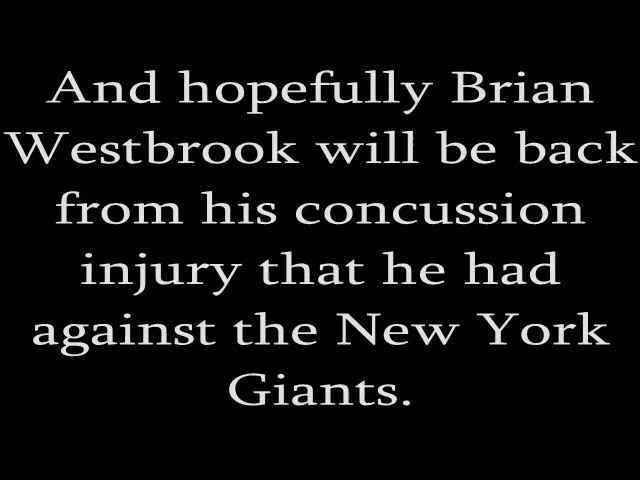 And hopefully Brian
Westbrook will be back
from his concussion
injury that he had
against the New York
Giants.